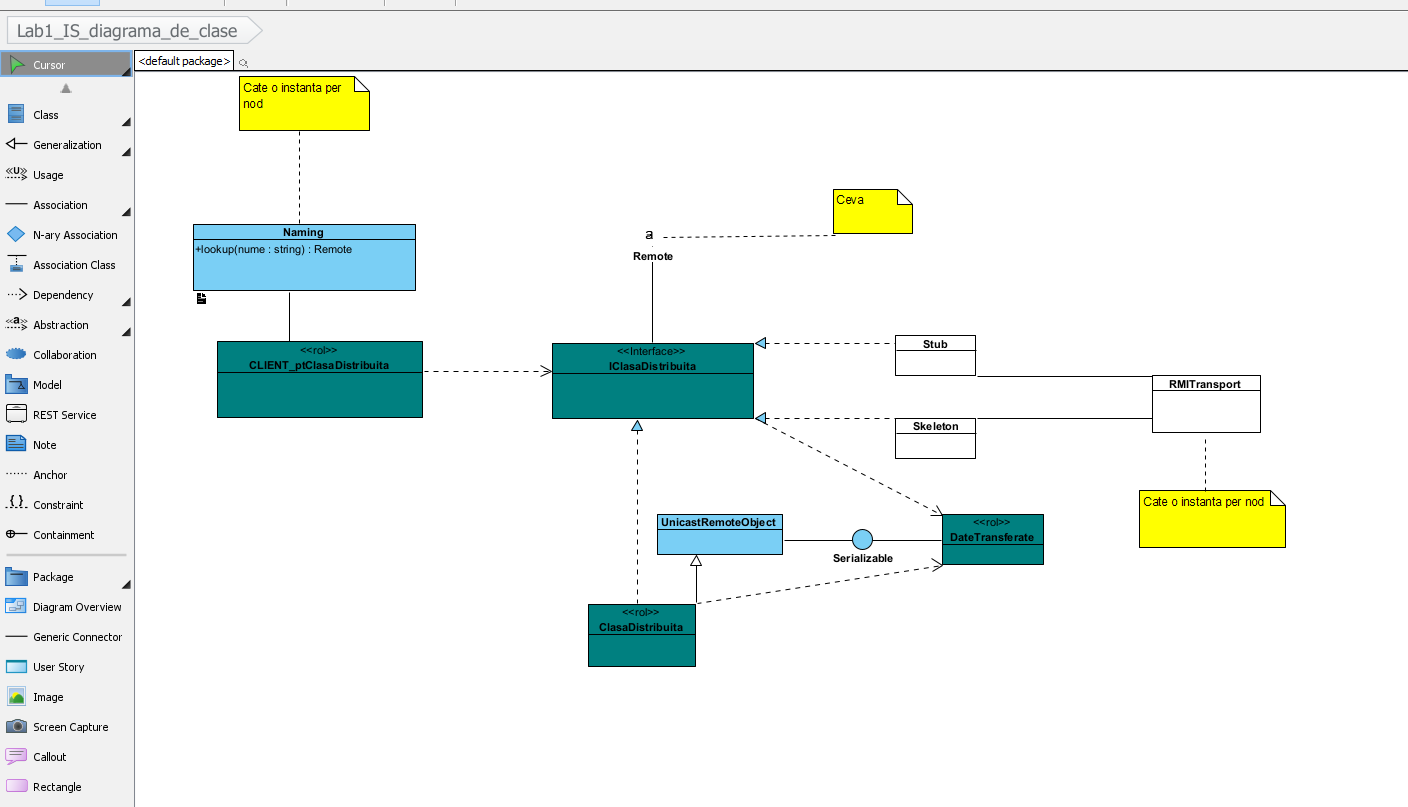 Lab1_IS_diagrama_de_clase
<default package>
Cursor
Class
Generalization
Usage
Association
N-ary Association
Association Class
Dependency
Abstraction
Collaboration
Model
REST Service
Note
Anchor
Constraint
Containment
Package
Diagram Overview
Generic Connector
User Story
Image
Screen Capture
Callout
Rectangle
Cate o instanta per
nod
Ceva
Naming
+lookup(nume : string) : Remote
a
Remote
<<rol>>
CLIENT_ptClasaDistribuita
<<Interface>>
IClasaDistribuita
Stub
RMITransport
Skeleton
Cate o instanta per nod
UnicastRemoteObject
Serializable
<<rol>>
DateTransferate
<<rol>>
ClasaDistribuita